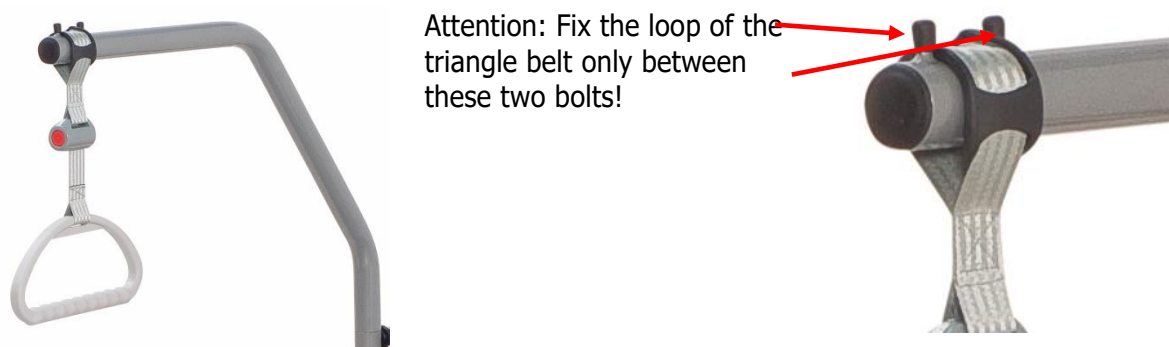 Attention: Fix the loop of the
triangle belt only between
these two bolts!